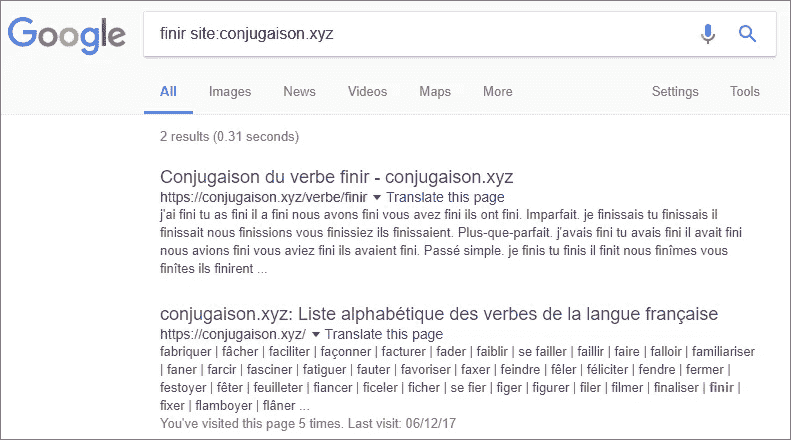 Google
finir site:conjugaison.xyz
All Images News Videos Maps More Settings Tools
2 results (0.31 seconds)
Conjugaison du verbe finir - conjugaison.xyz
https://conjugaison.xyz/verbe/finir ▼ Translate this page
j'ai fini tu as fini il a fini nous avons fini vous avez fini ils ont fini. Imparfait. je finissais tu finissais il
finissait nous finissions vous finissiez ils finissaient. Plus-que-parfait. j'avais fini tu avais fini il avait fini
nous avions fini vous aviez fini ils avaient fini. Passé simple. je finis tu finis il finit nous finîmes vous
finîtes ils finirent ...
conjugaison.xyz: Liste alphabétique des verbes de la langue française
https://conjugaison.xyz/ ▼ Translate this page
fabriquer | fâcher | faciliter | façonner | facturer | fader | faiblir | se failler | faillir | faire | falloir | familiariser
| faner | farcir | fasciner | fatiguer | fauter | favoriser | faxer | feindre | fêler | féliciter | fendre | fermer |
festoyer | fêter | feuilleter | fiancer | ficeler | ficher | se fier | figer | figurer | filer | filmer | finaliser | finir |
fixer | flamboyer | flâner ...
You've visited this page 5 times. Last visit: 06/12/17